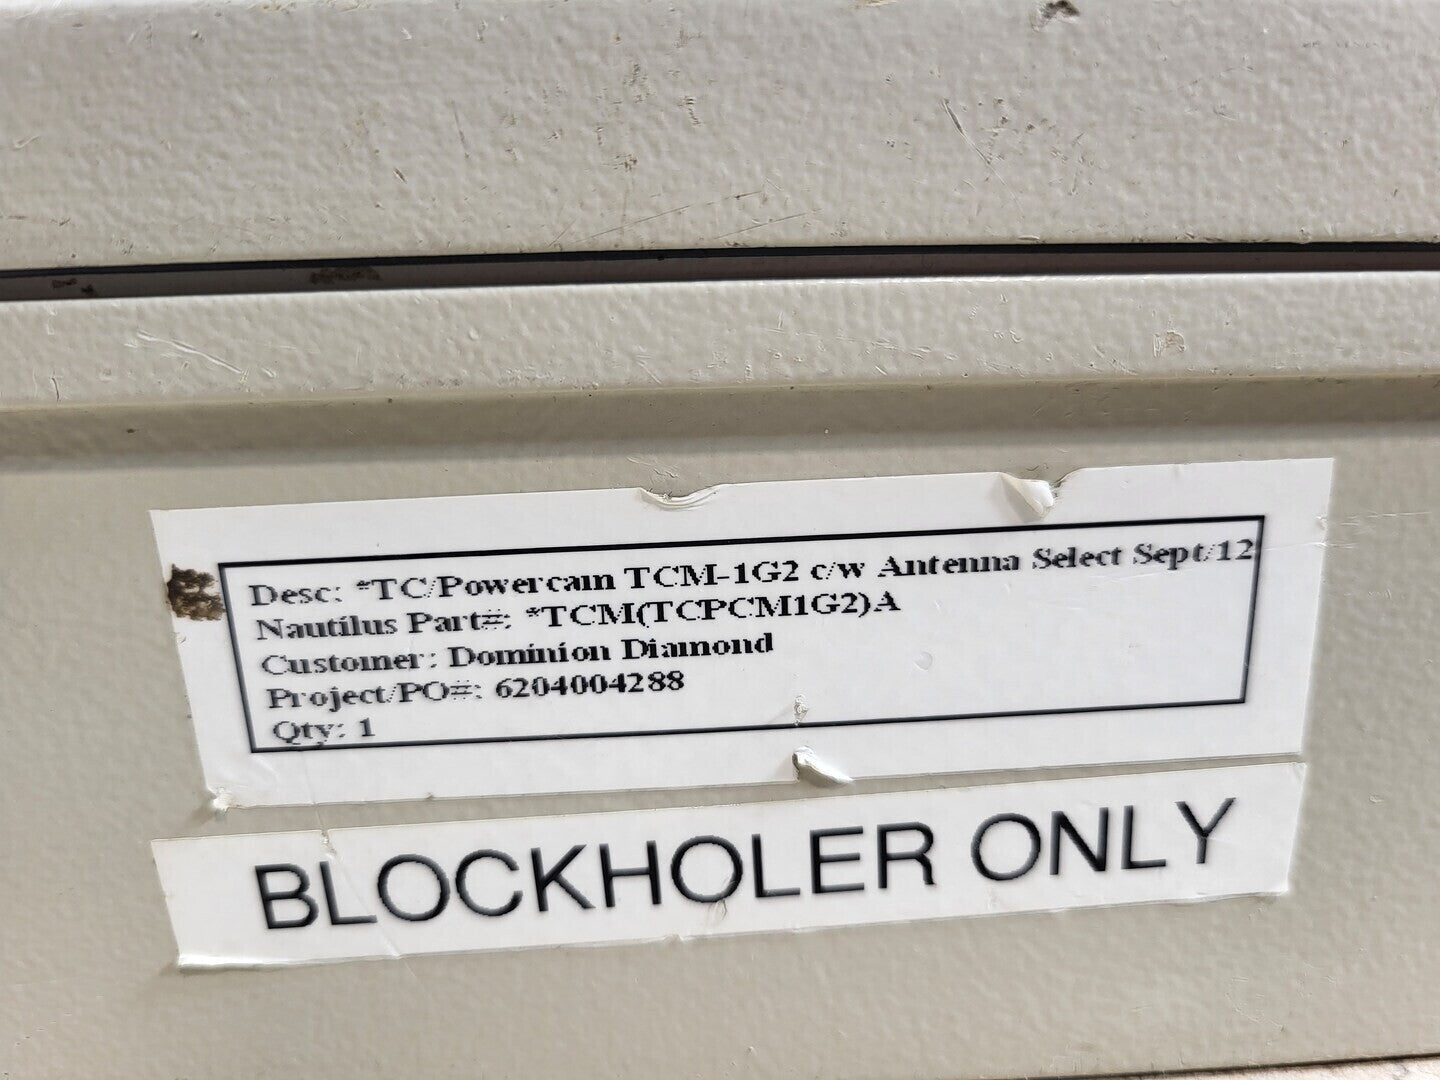 Desc: *TC/Powercam TCM-1G2 c/w Antenna Select Sept/12
Nautilus Part#: *TCM(TCPCM1G2)A
Customer: Dominion Diamond
Project/PO#: 6204004288
Qty: 1
BLOCKHOLER ONLY